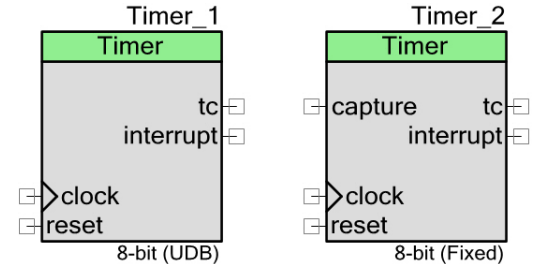 Timer_1
Timer
tc
interrupt
clock
reset
8-bit (UDB)
Timer_2
Timer
capture
tc
interrupt
clock
reset
8-bit (Fixed)